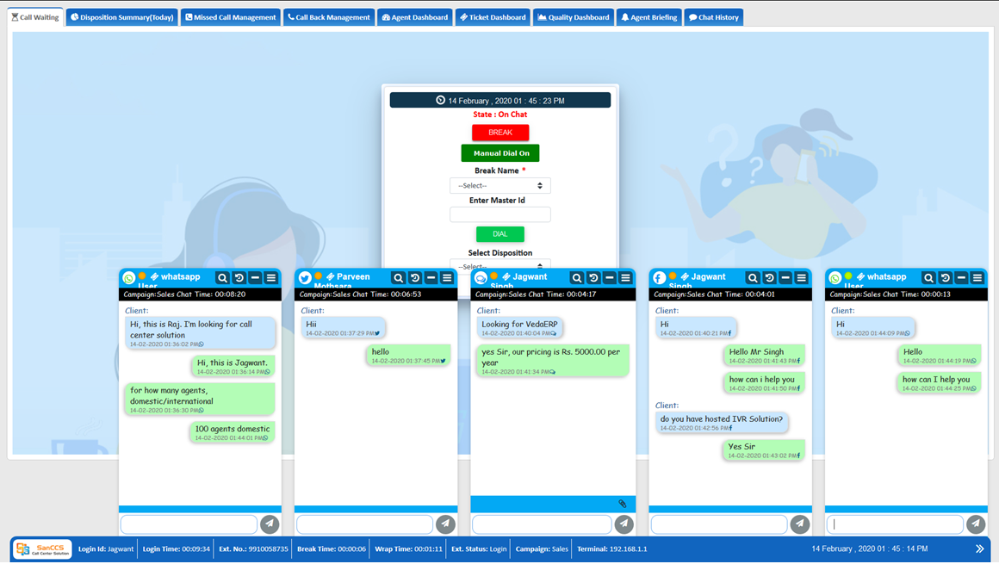 Call Waiting
Disposition Summary(Today)
Missed Call Management
Call Back Management
Agent Dashboard
Ticket Dashboard
Quality Dashboard
Agent Briefing
Chat History
14 February , 2020 01 : 45 : 23 PM
State : On Chat
BREAK
Manual Dial On
Break Name *
--Select--
Enter Master Id
DIAL
Select Disposition
--Select--
whatsapp
User
Campaign:Sales Chat Time: 00:08:20
Client:
Hi, this is Raj. I'm looking for call
center solution
14-02-2020 01:36:02 PM
Hi, this is Jagwant.
14-02-2020 01:36:14 PM
for how many agents,
domestic/international
14-02-2020 01:36:30 PM
100 agents domestic
14-02-2020 01:44:01 PM
Parveen
Mothsara
Campaign:Sales Chat Time: 00:06:53
Client:
Hii
14-02-2020 01:37:29 PM
hello
14-02-2020 01:37:45 PM
Jagwant
Singh
Campaign:Sales Chat Time: 00:04:17
Client:
Looking for VedaERP
14-02-2020 01:40:04 PM
yes Sir, our pricing is Rs. 5000.00 per
year
14-02-2020 01:41:34 PM
Jagwant
Singh
Campaign:Sales Chat Time: 00:04:01
Client:
Hi
14-02-2020 01:40:21 PM
Hello Mr Singh
14-02-2020 01:41:43 PM
how can i help you
14-02-2020 01:41:50 PM
Client:
do you have hosted IVR Solution?
14-02-2020 01:42:56 PM
Yes Sir
14-02-2020 01:43:02 PM
whatsapp
User
Campaign:Sales Chat Time: 00:00:13
Client:
Hi
14-02-2020 01:44:09 PM
Hello
14-02-2020 01:44:19 PM
how can I help you
14-02-2020 01:44:25 PM
SanCCS
Call Center Solution
Login Id: Jagwant
Login Time: 00:09:34
Ext. No.: 9910058735
Break Time: 00:00:06
Wrap Time: 00:01:11
Ext. Status: Login
Campaign: Sales
Terminal: 192.168.1.1
14 February , 2020 01 : 45 : 14 PM